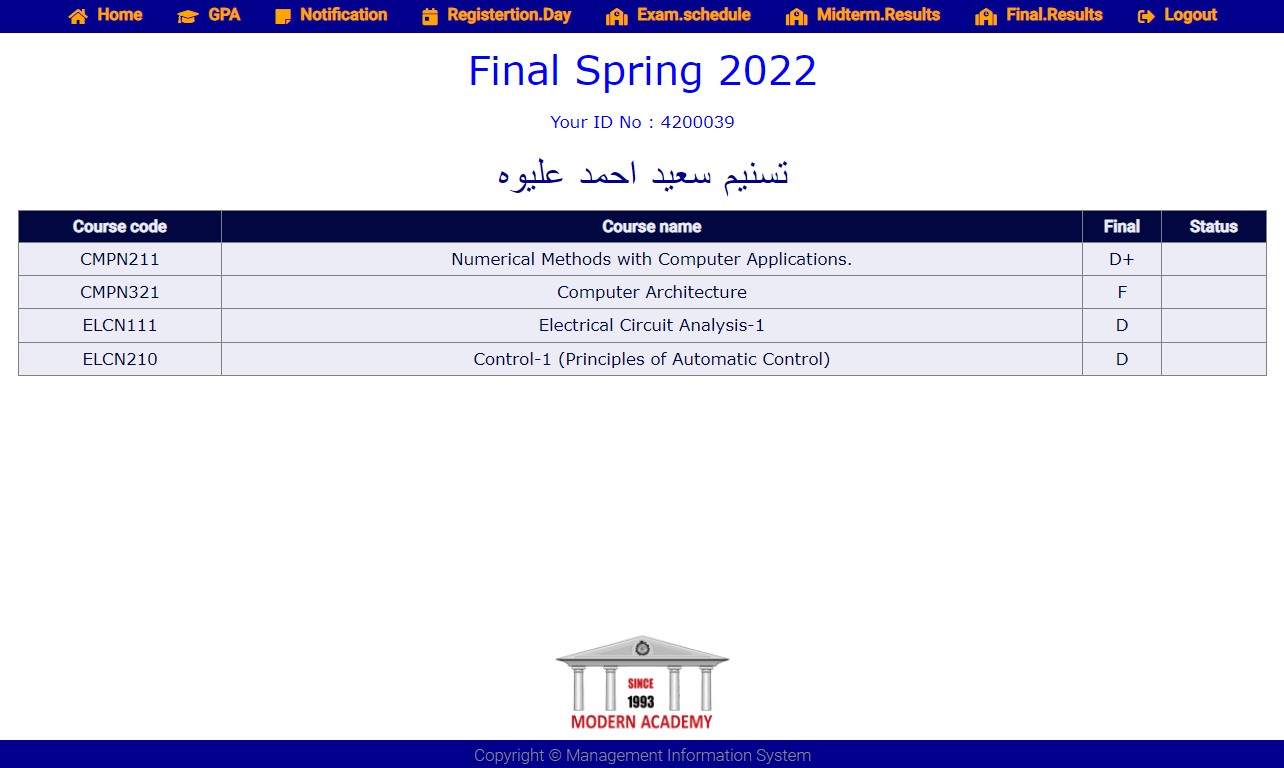 Home GPA Notification Registertion.Day Exam.schedule Midterm.Results Final.Results Logout
Final Spring 2022
Your ID No : 4200039
تسنيم سعيد احمد عليوه
Course code Course name Final Status
CMPN211 Numerical Methods with Computer Applications. D+
CMPN321 Computer Architecture F
ELCN111 Electrical Circuit Analysis-1 D
ELCN210 Control-1 (Principles of Automatic Control) D
SINCE
1993
MODERN ACADEMY
Copyright © Management Information System